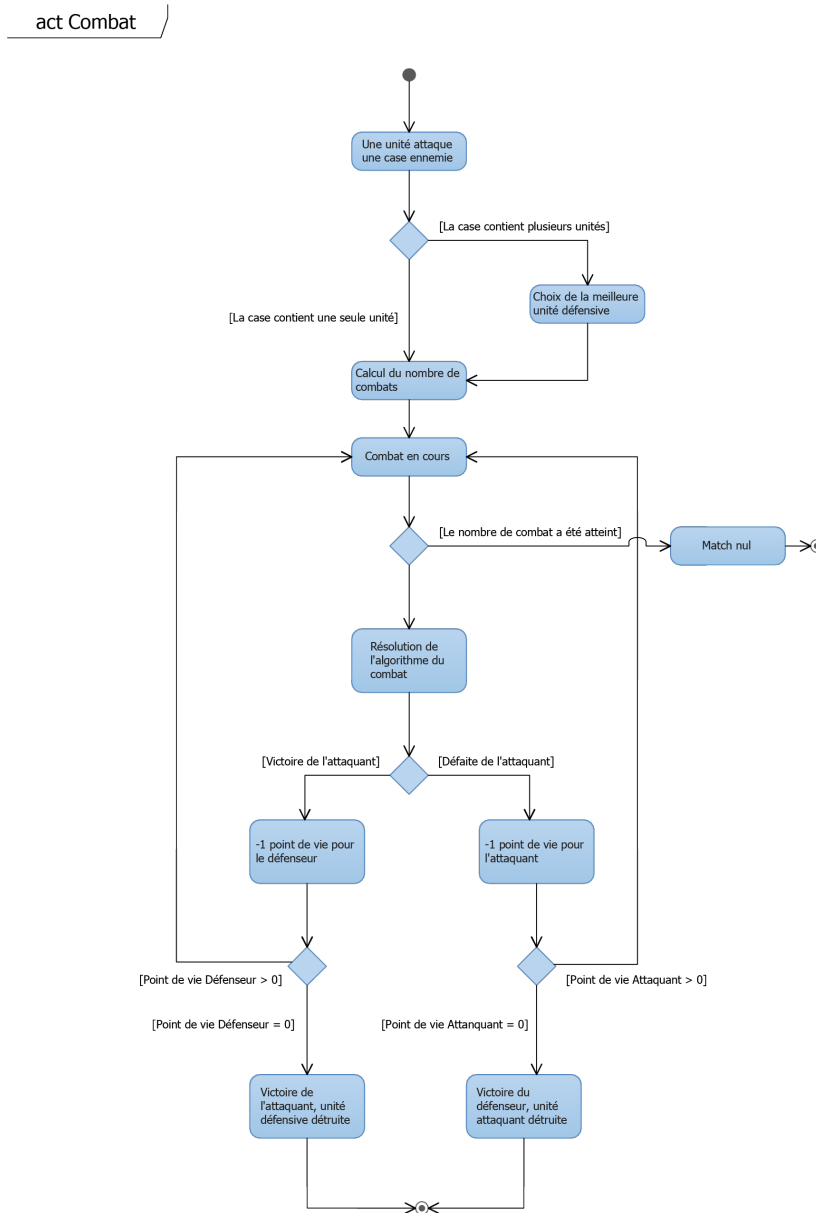 act Combat
Une unité attaque
une case ennemie
[La case contient plusieurs unités]
Choix de la meilleure
unité défensive
[La case contient une seule unité]
Calcul du nombre de
combats
Combat en cours
[Le nombre de combat a été atteint]
Match nul
Résolution de
l'algorithme du
combat
[Victoire de l'attaquant]
[Défaite de l'attaquant]
-1 point de vie pour
le défenseur
-1 point de vie pour
l'attaquant
[Point de vie Défenseur > 0]
[Point de vie Attaquant > 0]
[Point de vie Défenseur = 0]
[Point de vie Attanquant = 0]
Victoire de
l'attaquant, unité
défensive détruite
Victoire du
défenseur, unité
attaquant détruite